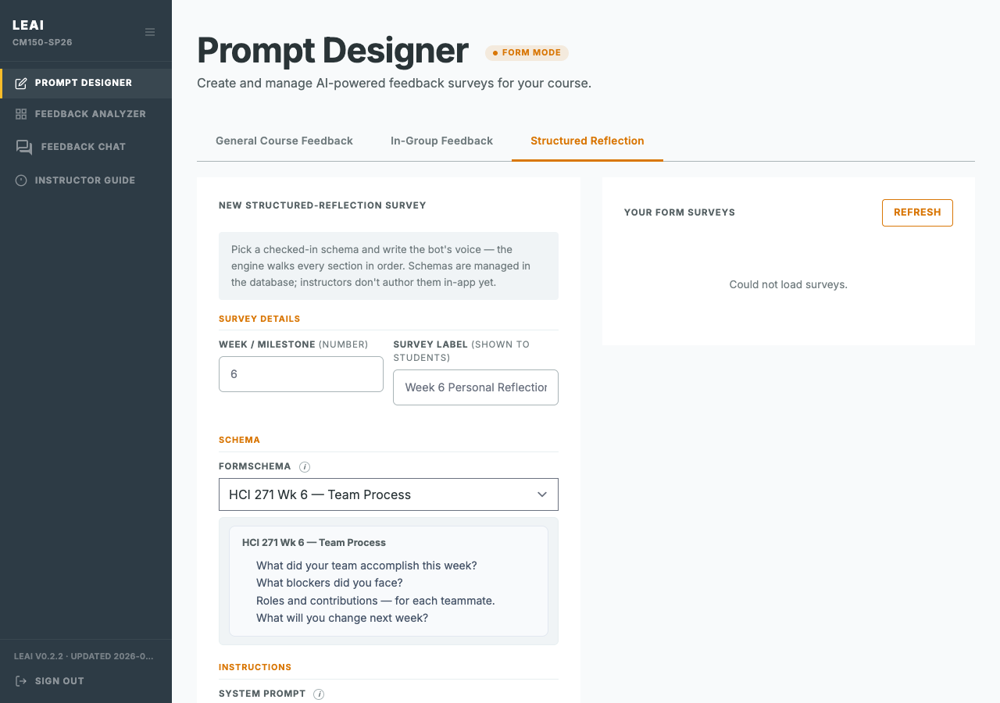 LEAI
CM150-SP26
PROMPT DESIGNER
FEEDBACK ANALYZER
FEEDBACK CHAT
INSTRUCTOR GUIDE
LEAI V0.2.2 · UPDATED 2026-0...
SIGN OUT
Prompt Designer
FORM MODE
Create and manage AI-powered feedback surveys for your course.
General Course Feedback
In-Group Feedback
Structured Reflection
NEW STRUCTURED-REFLECTION SURVEY
Pick a checked-in schema and write the bot's voice — the
engine walks every section in order. Schemas are managed in
the database; instructors don't author them in-app yet.
SURVEY DETAILS
WEEK / MILESTONE (NUMBER)
6
SURVEY LABEL (SHOWN TO
STUDENTS)
Week 6 Personal Reflection
SCHEMA
FORMSCHEMA i
HCI 271 Wk 6 — Team Process
HCI 271 Wk 6 — Team Process
What did your team accomplish this week?
What blockers did you face?
Roles and contributions — for each teammate.
What will you change next week?
INSTRUCTIONS
SYSTEM PROMPT i
YOUR FORM SURVEYS
REFRESH
Could not load surveys.